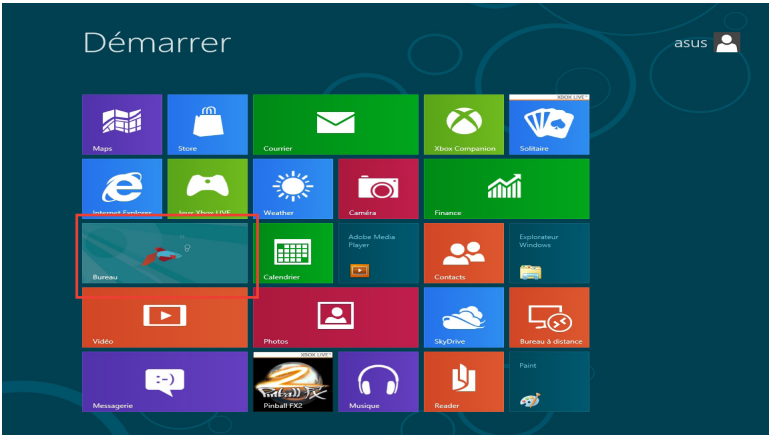 Démarrer
asus
XBOX LIVE
Maps
Store
Courrier
Xbox Companion
Solitaire
Internet Explorer
Jeux Xbox LIVE
Weather
Caméra
Finance
Bureau
Calendrier
Adobe Media
Player
Contacts
Explorateur
Windows
Vidéo
Photos
SkyDrive
Bureau à distance
XBOX LIVE
Messagerie
Pinball FX2
Musique
Reader
Paint